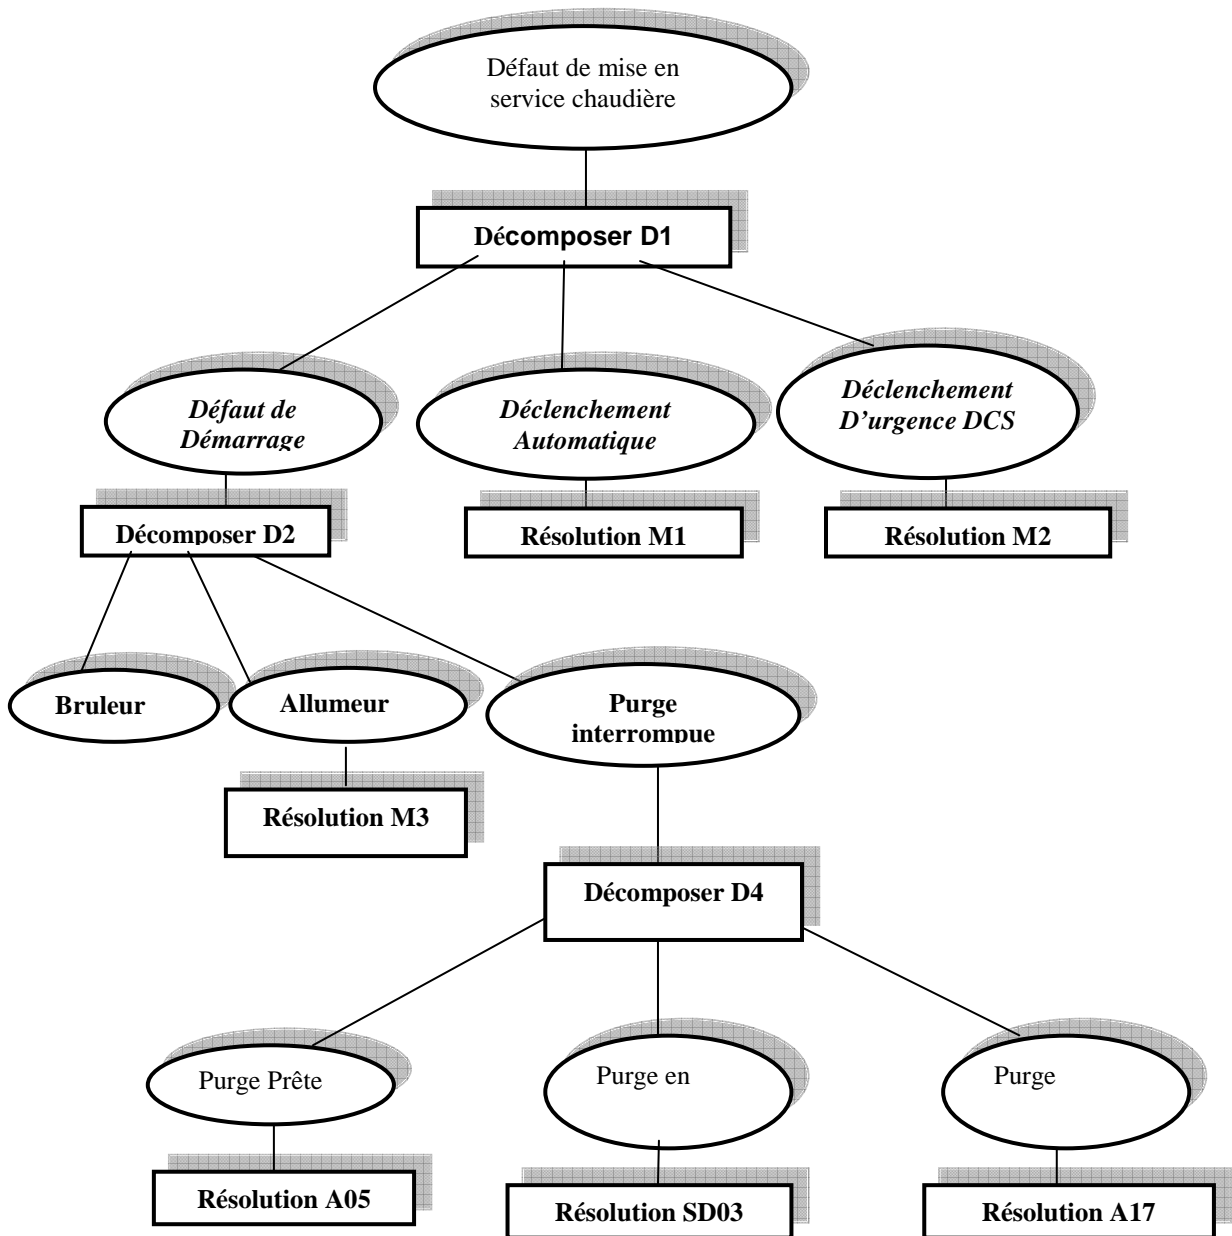 Défaut de mise en
service chaudière
Décomposer D1
Défaut de
Démarrage
Déclenchement
Automatique
Déclenchement
D'urgence DCS
Décomposer D2
Résolution M1
Résolution M2
Bruleur
Allumeur
Purge
interrompue
Résolution M3
Décomposer D4
Purge Prête
Purge en
Purge
Résolution A05
Résolution SD03
Résolution A17